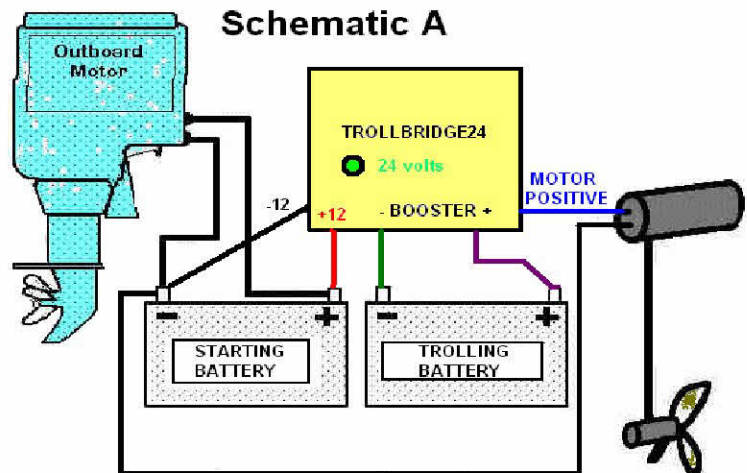 Schematic A
Outboard
Motor
TROLLBRIDGE24
24 volts
MOTOR
POSITIVE
-12
+12
- BOOSTER +
- +
- +
STARTING
BATTERY
TROLLING
BATTERY